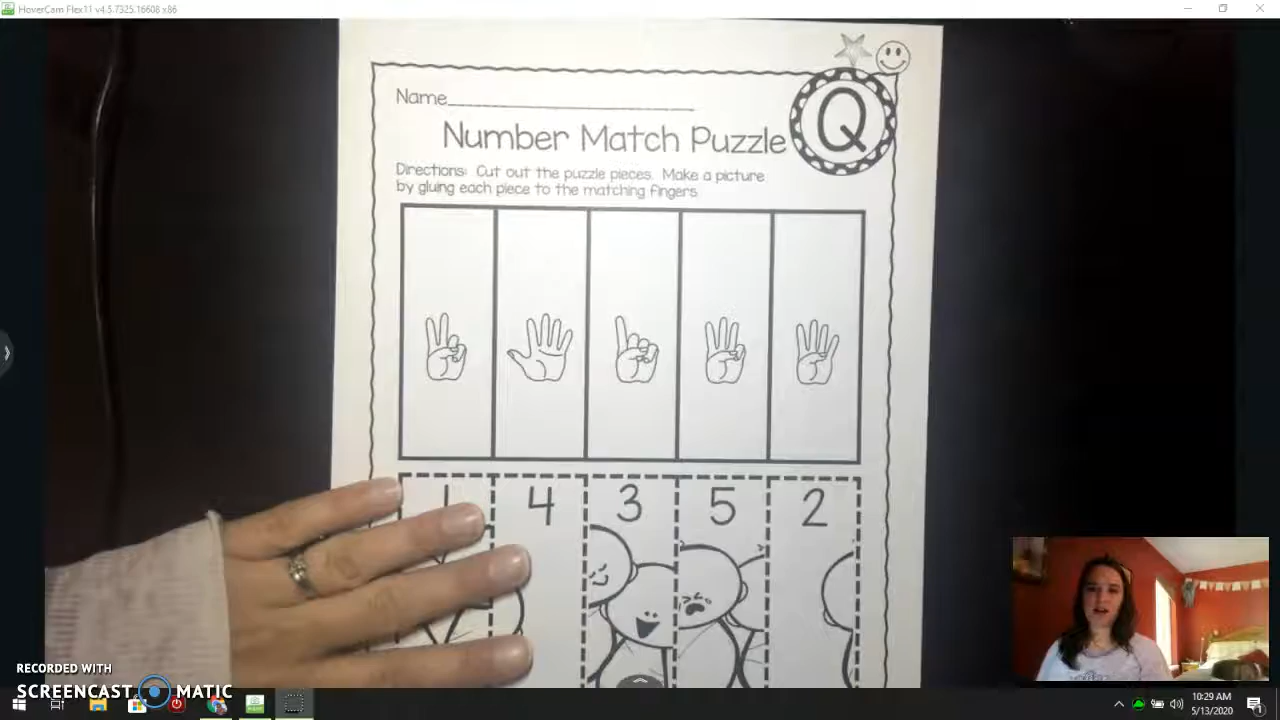 HoverCam Flex11 v4.5.7325.16608 x86
Name
Q
Number Match Puzzle
Directions: Cut out the puzzle pieces. Make a picture
by gluing each piece to the matching fingers.
1 4 3 5 2
RECORDED WITH
SCREENCAST MATIC
10:29 AM
5/13/2020